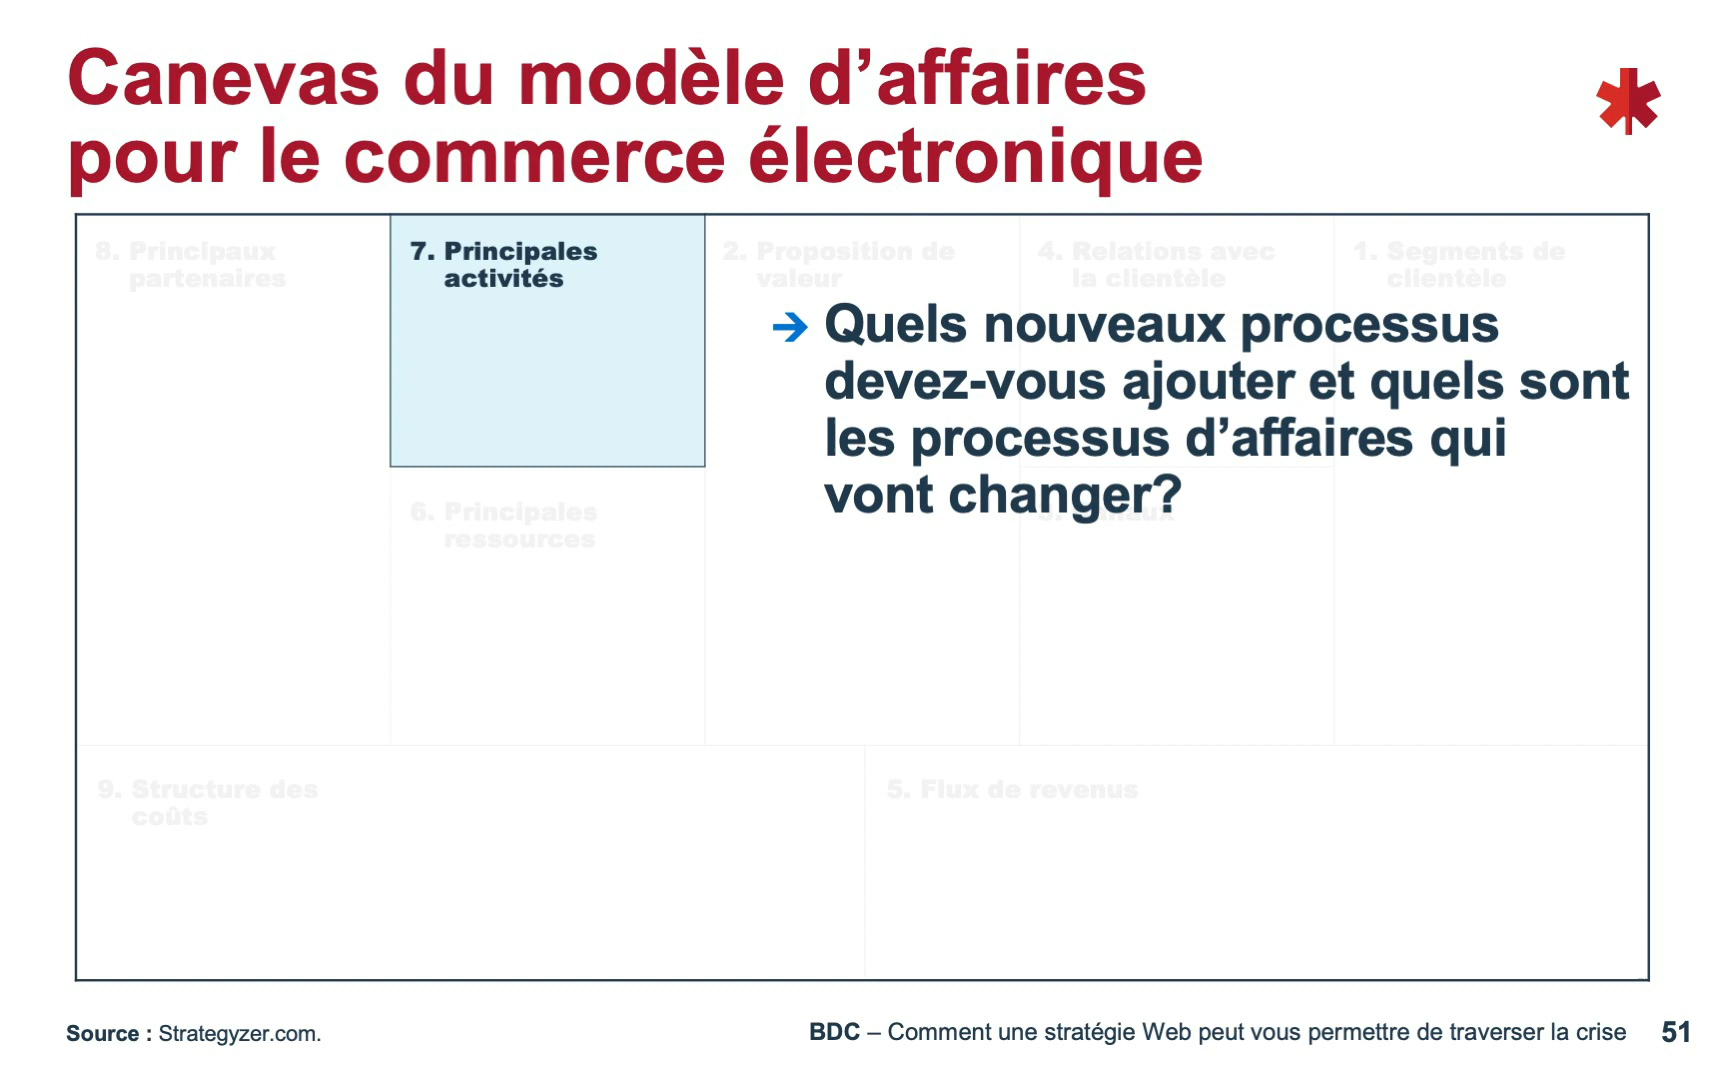 Canevas du modèle d’affaires
pour le commerce électronique
8. Principaux
partenaires
7. Principales
activités
2. Proposition de
valeur
4. Relations avec
la clientèle
1. Segments de
clientèle
➔ Quels nouveaux processus
devez-vous ajouter et quels sont
les processus d’affaires qui
vont changer?
6. Principales
ressources
9. Structure des
coûts
5. Flux de revenus
Source : Strategyzer.com.
BDC – Comment une stratégie Web peut vous permettre de traverser la crise 51